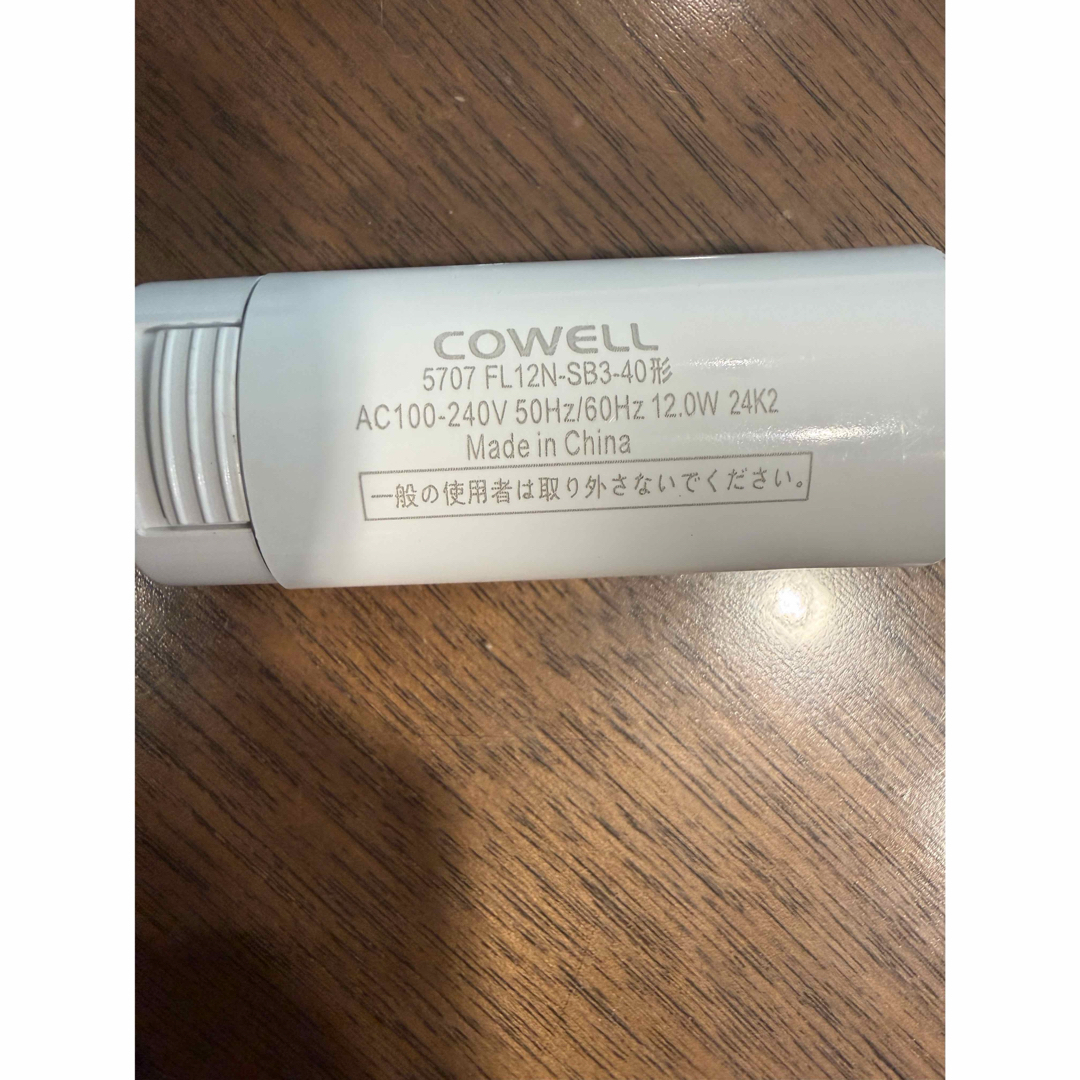 COWELL
5707 FL12N-SB3-40形
AC100-240V 50Hz/60Hz 12.0W 24K2
Made in China
一般の使用者は取り外さないでください。